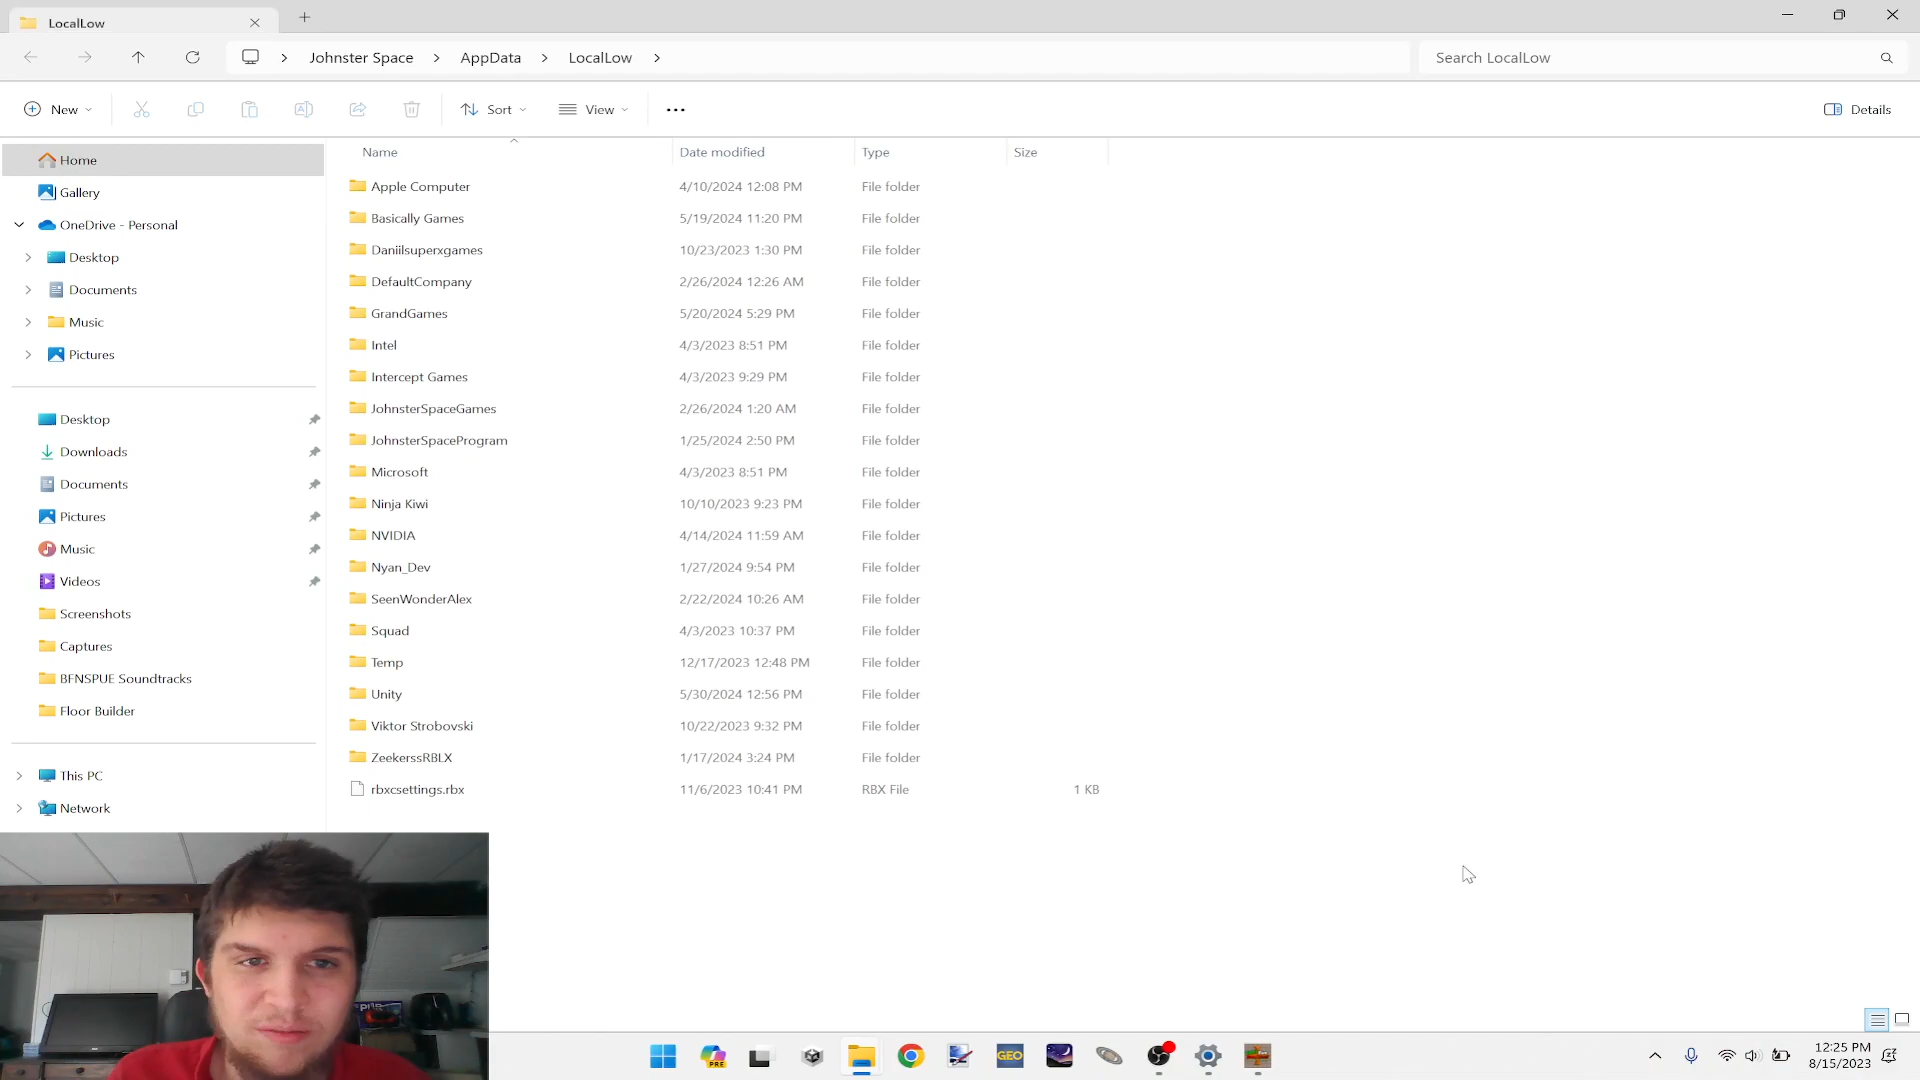 LocalLow
Johnster Space > AppData > LocalLow >
Search LocalLow
New
Sort
View
Details
Name Date modified Type Size
Home
Gallery
OneDrive - Personal
Desktop
Documents
Music
Pictures
Desktop
Downloads
Documents
Pictures
Music
Videos
Screenshots
Captures
BFNSPUE Soundtracks
Floor Builder
This PC
Network
Apple Computer 4/10/2024 12:08 PM File folder
Basically Games 5/19/2024 11:20 PM File folder
Daniilsuperxgames 10/23/2023 1:30 PM File folder
DefaultCompany 2/26/2024 12:26 AM File folder
GrandGames 5/20/2024 5:29 PM File folder
Intel 4/3/2023 8:51 PM File folder
Intercept Games 4/3/2023 9:29 PM File folder
JohnsterSpaceGames 2/26/2024 1:20 AM File folder
JohnsterSpaceProgram 1/25/2024 2:50 PM File folder
Microsoft 4/3/2023 8:51 PM File folder
Ninja Kiwi 10/10/2023 9:23 PM File folder
NVIDIA 4/14/2024 11:59 AM File folder
Nyan_Dev 1/27/2024 9:54 PM File folder
SeenWonderAlex 2/22/2024 10:26 AM File folder
Squad 4/3/2023 10:37 PM File folder
Temp 12/17/2023 12:48 PM File folder
Unity 5/30/2024 12:56 PM File folder
Viktor Strobovski 10/22/2023 9:32 PM File folder
ZeekerssRBLX 1/17/2024 3:24 PM File folder
rbxcsettings.rbx 11/6/2023 10:41 PM RBX File 1 KB
PRE
GEO
12:25 PM
8/15/2023